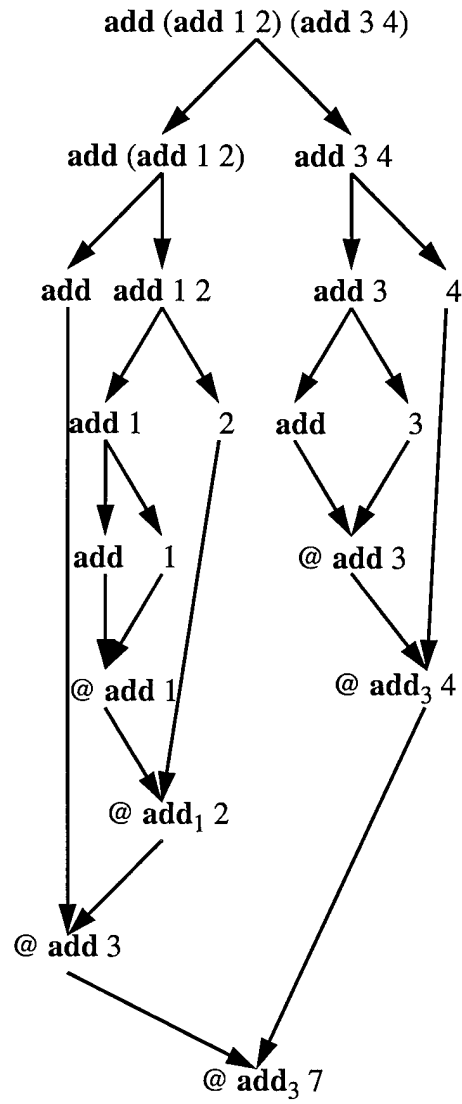 add (add 1 2) (add 3 4)
add (add 1 2) add 3 4
add add 1 2 add 3 4
add 1 2 add 3
add 1 @ add 3
@ add 1 @ add₃ 4
@ add₁ 2
@ add 3
@ add₃ 7